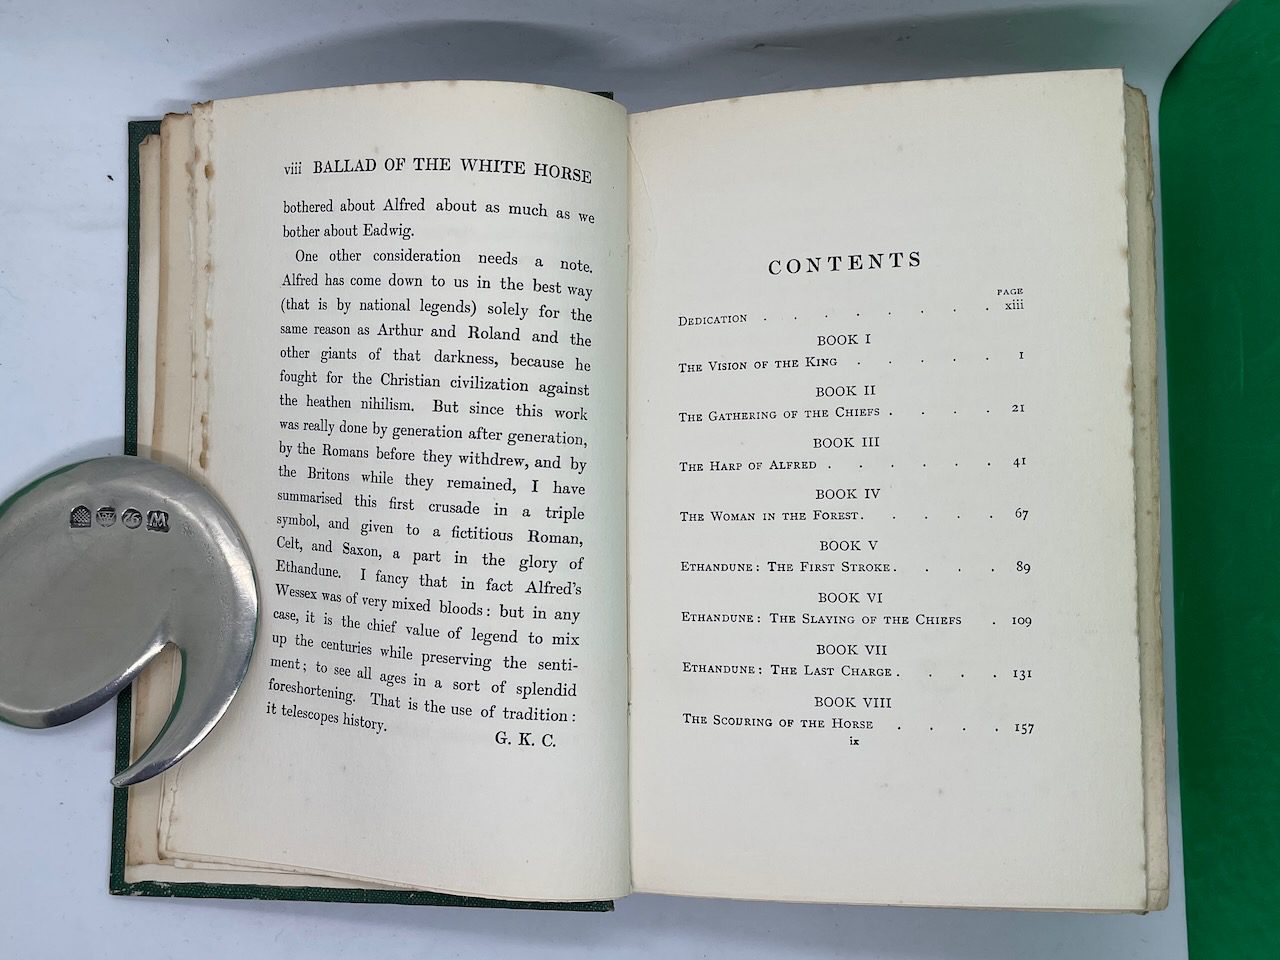 viii BALLAD OF THE WHITE HORSE
bothered about Alfred about as much as we
bother about Eadwig.
One other consideration needs a note.
Alfred has come down to us in the best way
(that is by national legends) solely for the
same reason as Arthur and Roland and the
other giants of that darkness, because he
fought for the Christian civilization against
the heathen nihilism. But since this work
was really done by generation after generation,
by the Romans before they withdrew, and by
the Britons while they remained, I have
summarised this first crusade in a triple
symbol, and given to a fictitious Roman,
Celt, and Saxon, a part in the glory of
Ethandune. I fancy that in fact Alfred's
Wessex was of very mixed bloods: but in any
case, it is the chief value of legend to mix
up the centuries while preserving the senti-
ment; to see all ages in a sort of splendid
foreshortening. That is the use of tradition:
it telescopes history.
G. K. C.
CONTENTS
PAGE
DEDICATION . . . . . . . . xiii
BOOK I
THE VISION OF THE KING . . . . . 1
BOOK II
THE GATHERING OF THE CHIEFS . . . . 21
BOOK III
THE HARP OF ALFRED . . . . . . 41
BOOK IV
THE WOMAN IN THE FOREST . . . . . 67
BOOK V
ETHANDUNE: THE FIRST STROKE . . . . 89
BOOK VI
ETHANDUNE: THE SLAYING OF THE CHIEFS . 109
BOOK VII
ETHANDUNE: THE LAST CHARGE . . . . 131
BOOK VIII
THE SCOURING OF THE HORSE . . . . 157
ix